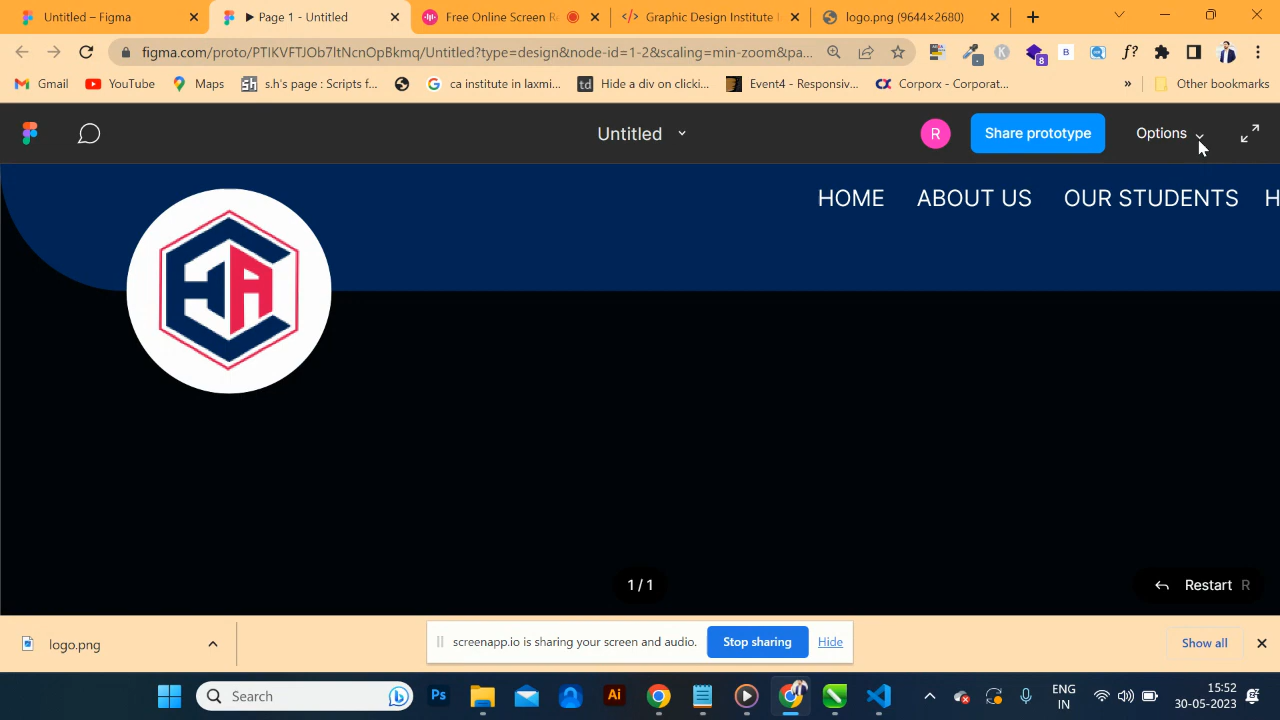 Untitled – Figma
Page 1 - Untitled
Free Online Screen R
Graphic Design Institute
logo.png (9644×2680)
figma.com/proto/PTIKVFTJOb7ItNcnOpBkmq/Untitled?type=design&node-id=1-2&scaling=min-zoom&pa...
Gmail
YouTube
Maps
s.h's page : Scripts f...
ca institute in laxmi...
Hide a div on clicki...
Event4 - Responsiv...
Corporx - Corporat...
»
Other bookmarks
Untitled
R
Share prototype
Options
HOME
ABOUT US
OUR STUDENTS
H
1 / 1
Restart R
logo.png
screenapp.io is sharing your screen and audio.
Stop sharing
Hide
Show all
Search
Ps
Ai
ENG
IN
15:52
30-05-2023